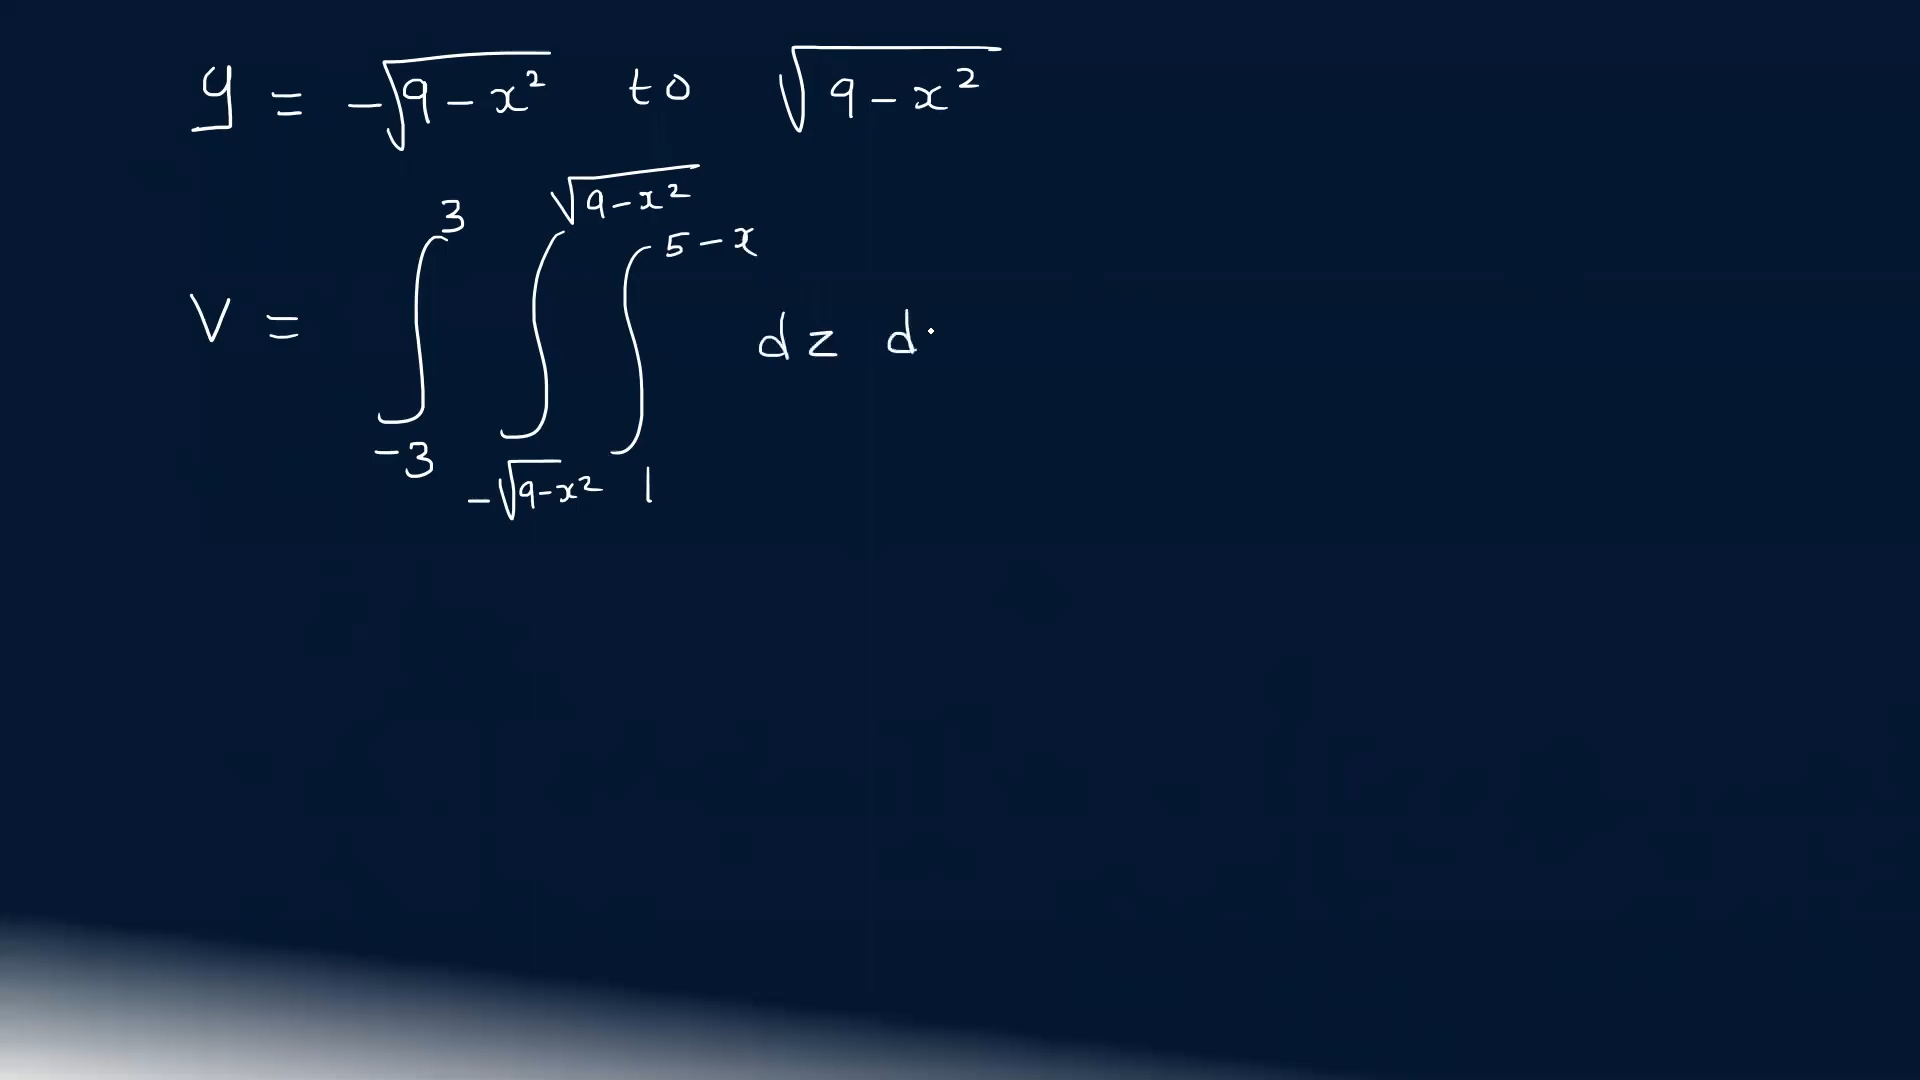 y = -√(9-x²) to √(9-x²)
V = ∫_{-3}^{3} ∫_{-√(9-x²)}^{√(9-x²)} ∫_{1}^{5-x} dz d